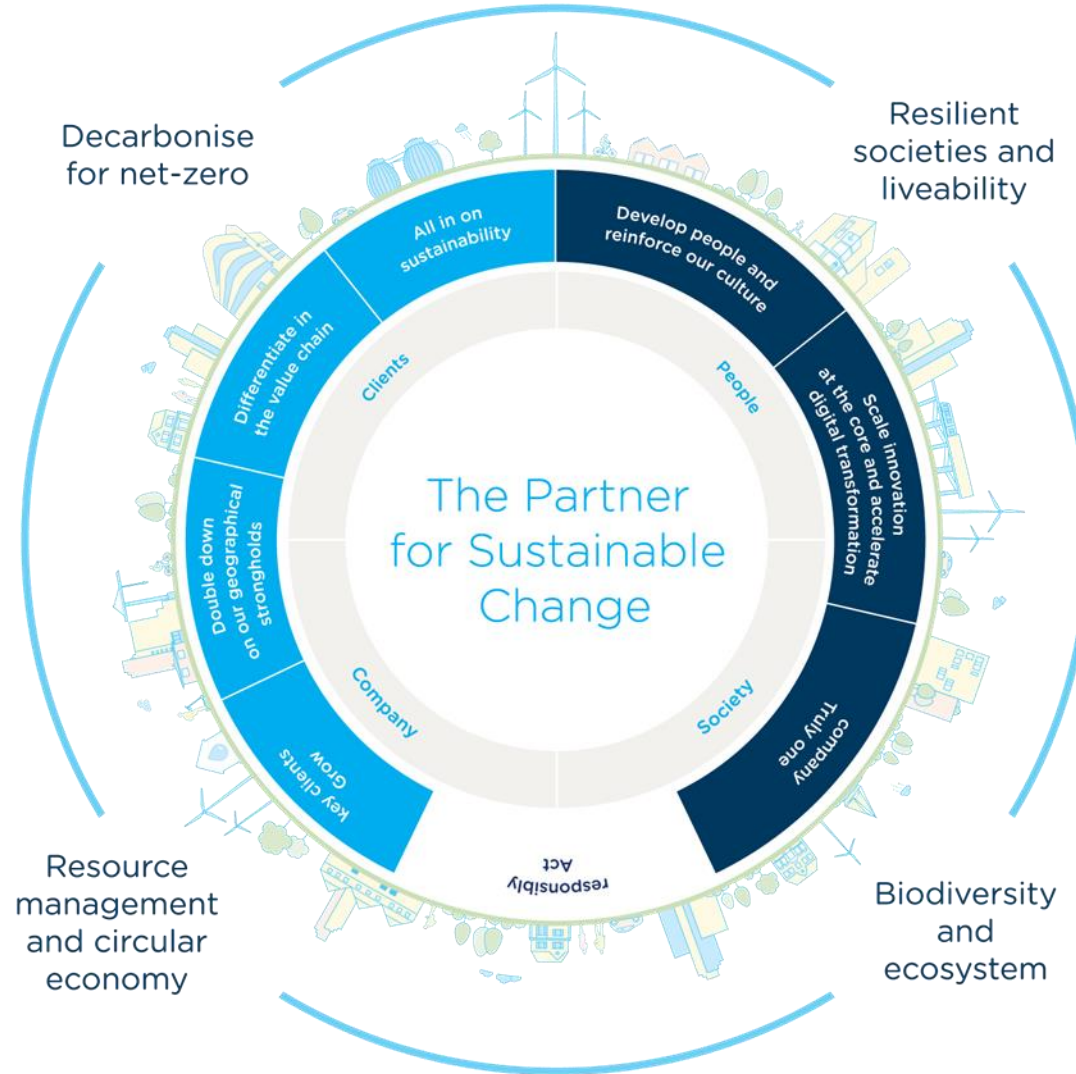 Decarbonise
for net-zero
Resilient
societies and
liveability
All in on
sustainability
Develop people and
reinforce our culture
Differentiate in
the value chain
Scale innovation
at the core and accelerate
digital transformation
Clients
People
The Partner
for Sustainable
Change
Double down
on our geographical
strongholds
Company
Society
Grow
key clients
Truly one
company
Act
responsibly
Resource
management
and circular
economy
Biodiversity
and
ecosystem